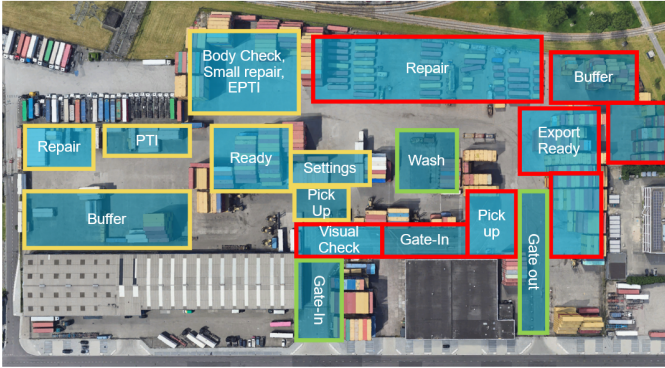 Body Check,
Small repair,
EPTI
Repair
Buffer
Repair
PTI
Ready
Wash
Export
Ready
Settings
Buffer
Pick
Up
Pick
up
Visual
Check
Gate-In
Gate out
Gate-In